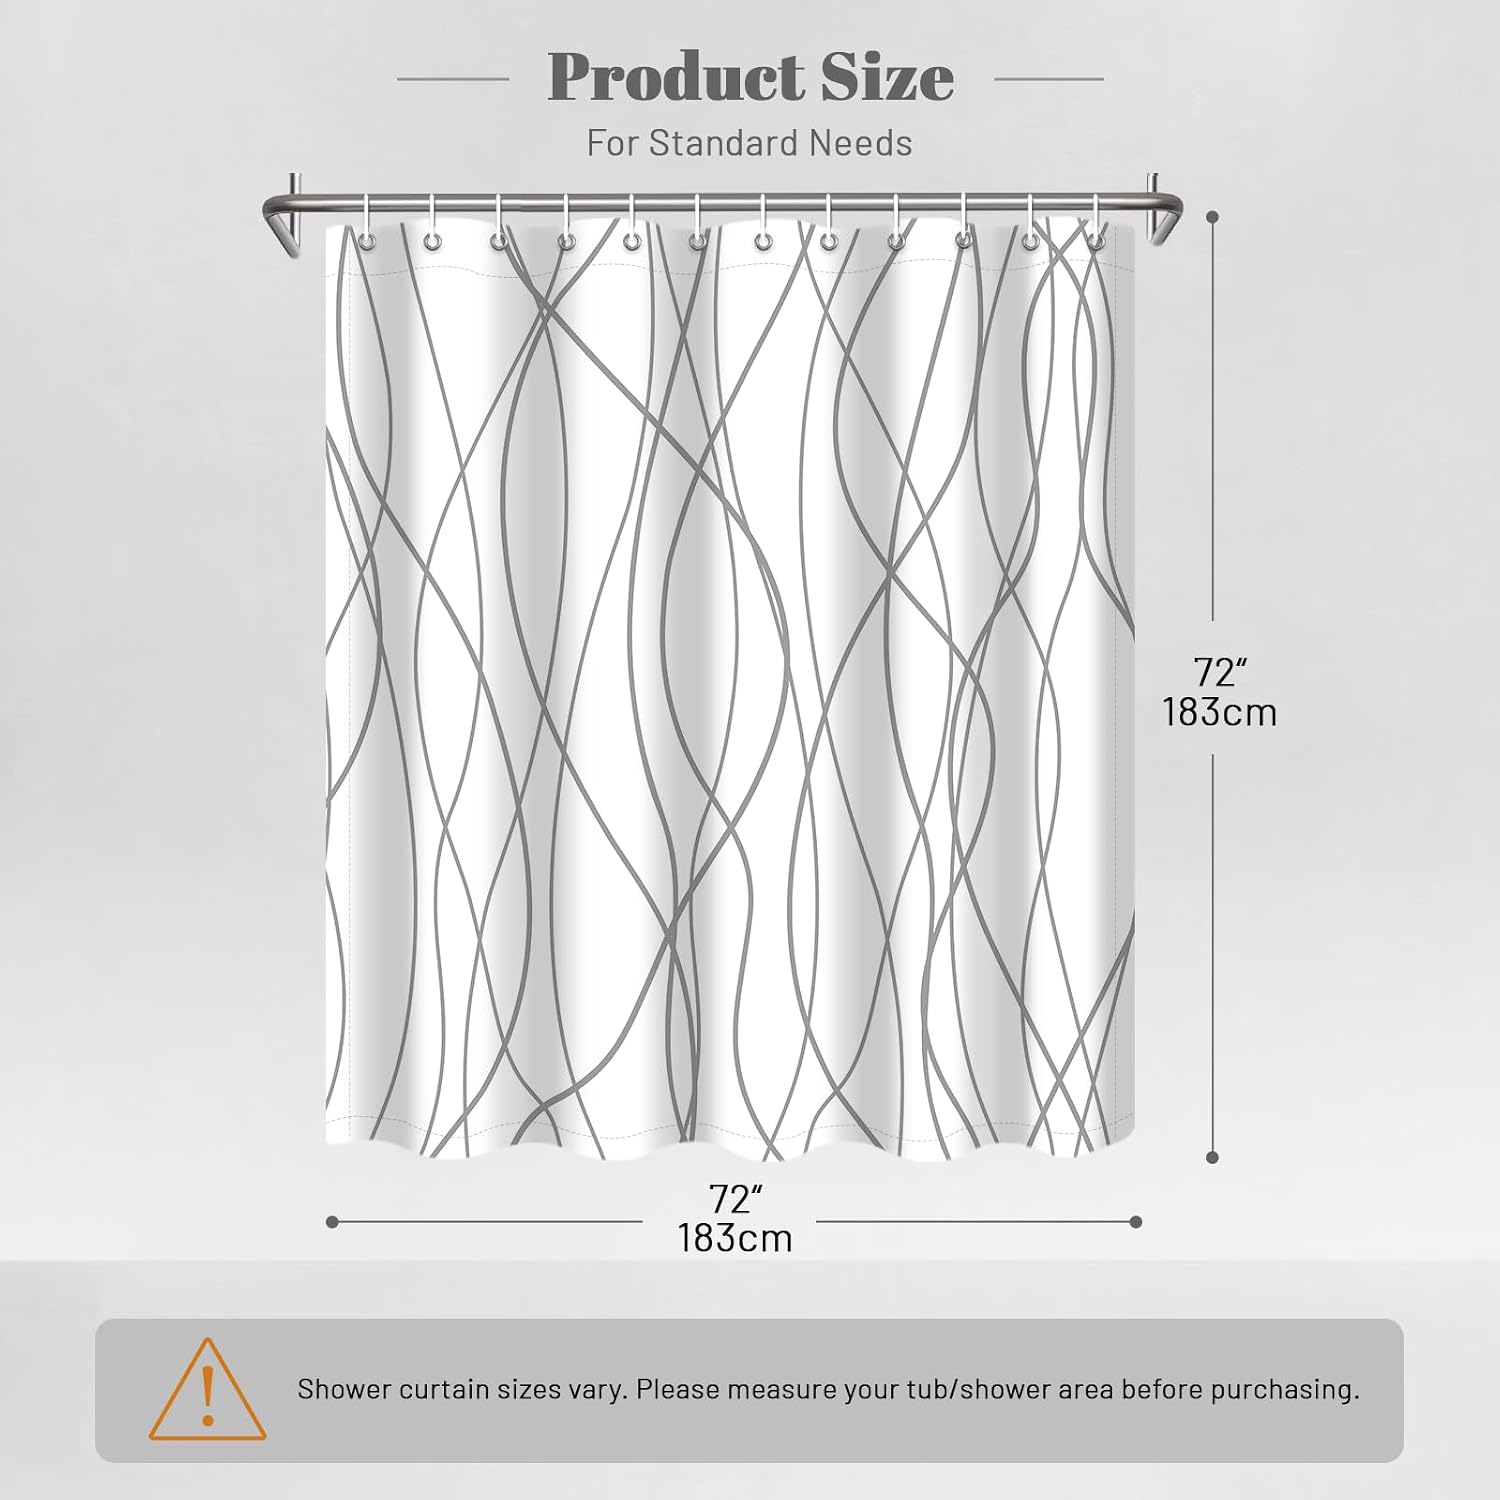 Product Size
For Standard Needs
72“
183cm
72“
183cm
Shower curtain sizes vary. Please measure your tub/shower area before purchasing.